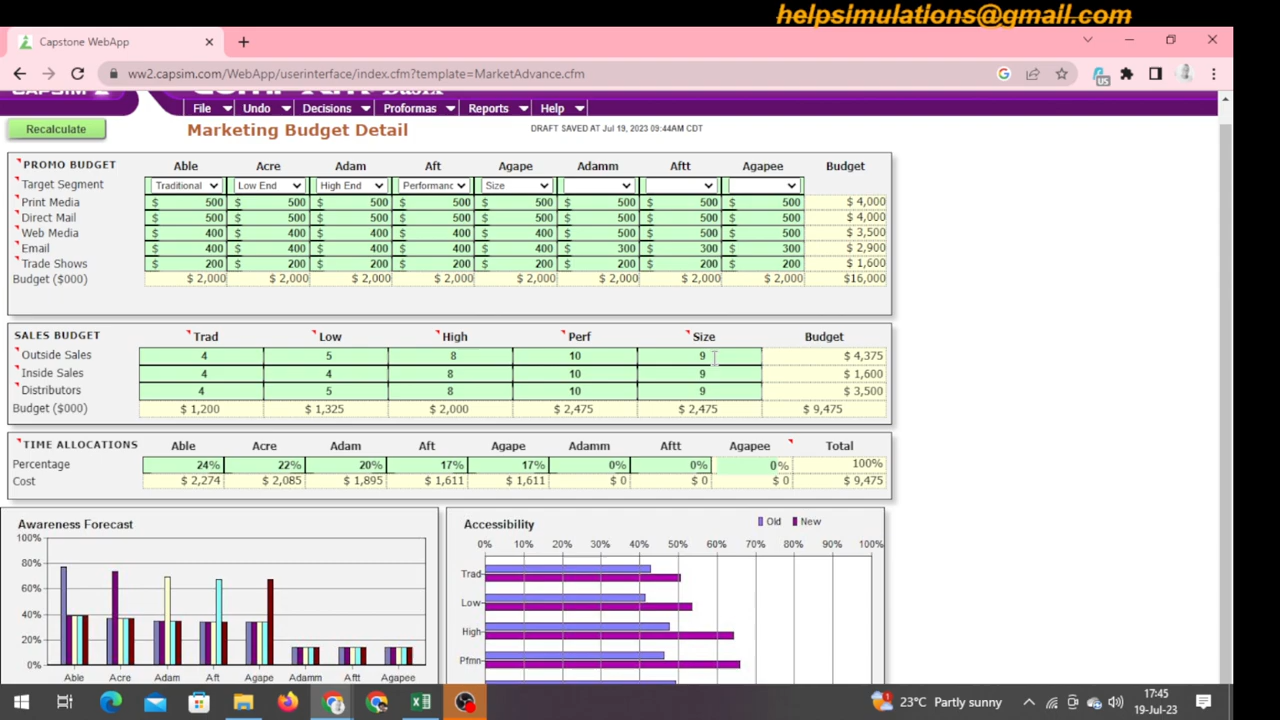 helpsimulations@gmail.com
Capstone WebApp
ww2.capsim.com/WebApp/userinterface/index.cfm?template=MarketAdvance.cfm
File Undo Decisions Proformas Reports Help
Recalculate Marketing Budget Detail DRAFT SAVED AT Jul 19, 2023 09:44AM CDT
PROMO BUDGET Able Acre Adam Aft Agape Adamm Aftt Agapee Budget
Target Segment Traditional Low End High End Performanc Size
Print Media $ 500 $ 500 $ 500 $ 500 $ 500 $ 500 $ 500 $ 500 $ 4,000
Direct Mail $ 500 $ 500 $ 500 $ 500 $ 500 $ 500 $ 500 $ 500 $ 4,000
Web Media $ 400 $ 400 $ 400 $ 400 $ 400 $ 500 $ 500 $ 500 $ 3,500
Email $ 400 $ 400 $ 400 $ 400 $ 400 $ 300 $ 300 $ 300 $ 2,900
Trade Shows $ 200 $ 200 $ 200 $ 200 $ 200 $ 200 $ 200 $ 200 $ 1,600
Budget ($000) $ 2,000 $ 2,000 $ 2,000 $ 2,000 $ 2,000 $ 2,000 $ 2,000 $ 2,000 $16,000
SALES BUDGET Trad Low High Perf Size Budget
Outside Sales 4 5 8 10 9 $ 4,375
Inside Sales 4 4 8 10 9 $ 1,600
Distributors 4 5 8 10 9 $ 3,500
Budget ($000) $ 1,200 $ 1,325 $ 2,000 $ 2,475 $ 2,475 $ 9,475
TIME ALLOCATIONS Able Acre Adam Aft Agape Adamm Aftt Agapee Total
Percentage 24% 22% 20% 17% 17% 0% 0% 0% 100%
Cost $ 2,274 $ 2,085 $ 1,895 $ 1,611 $ 1,611 $ 0 $ 0 $ 0 $ 9,475
Awareness Forecast
100%
80%
60%
40%
20%
0%
Able Acre Adam Aft Agape Adamm Aftt Agapee
Accessibility Old New
0% 10% 20% 30% 40% 50% 60% 70% 80% 90% 100%
Trad
Low
High
Pfmn
23°C Partly sunny
17:45
19-Jul-23